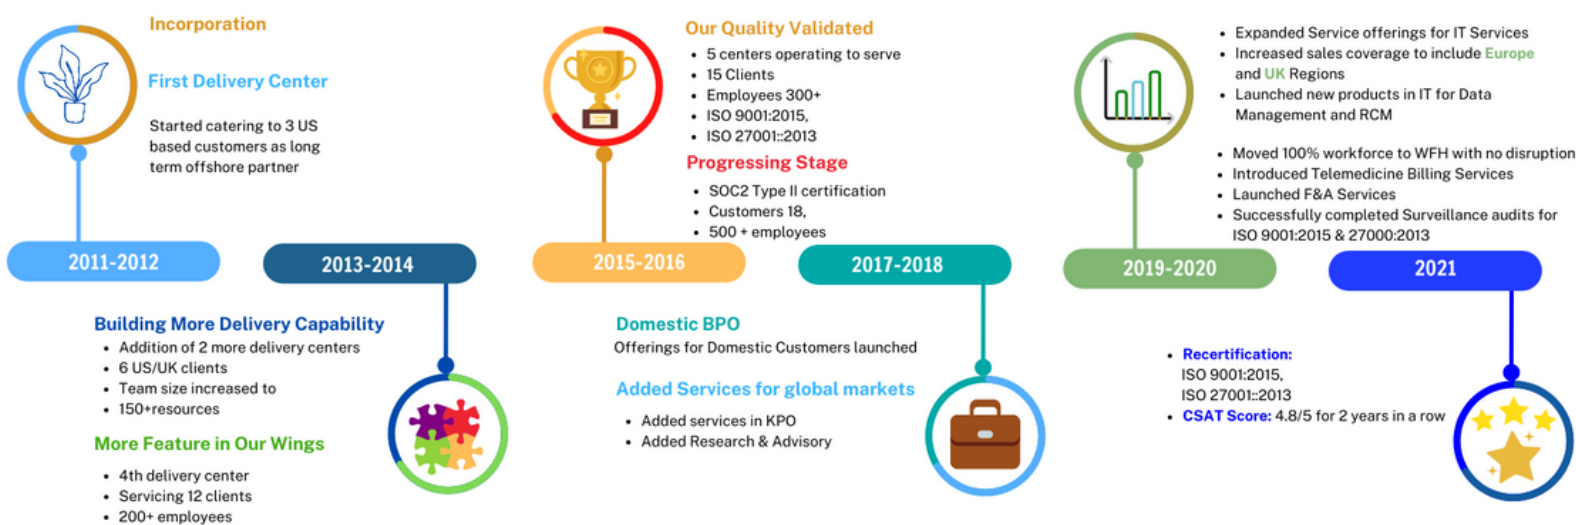 Incorporation
First Delivery Center
Started catering to 3 US
based customers as long
term offshore partner
2011-2012
2013-2014
Building More Delivery Capability
• Addition of 2 more delivery centers
• 6 US/UK clients
• Team size increased to
• 150+resources
More Feature in Our Wings
• 4th delivery center
• Servicing 12 clients
• 200+ employees
Our Quality Validated
• 5 centers operating to serve
• 15 Clients
• Employees 300+
• ISO 9001:2015,
• ISO 27001::2013
Progressing Stage
• SOC2 Type II certification
• Customers 18,
• 500 + employees
2015-2016
2017-2018
Domestic BPO
Offerings for Domestic Customers launched
Added Services for global markets
• Added services in KPO
• Added Research & Advisory
• Expanded Service offerings for IT Services
• Increased sales coverage to include Europe
and UK Regions
• Launched new products in IT for Data
Management and RCM
• Moved 100% workforce to WFH with no disruption
• Introduced Telemedicine Billing Services
• Launched F&A Services
• Successfully completed Surveillance audits for
ISO 9001:2015 & 27000:2013
2019-2020
2021
• Recertification:
ISO 9001:2015,
ISO 27001::2013
• CSAT Score: 4.8/5 for 2 years in a row